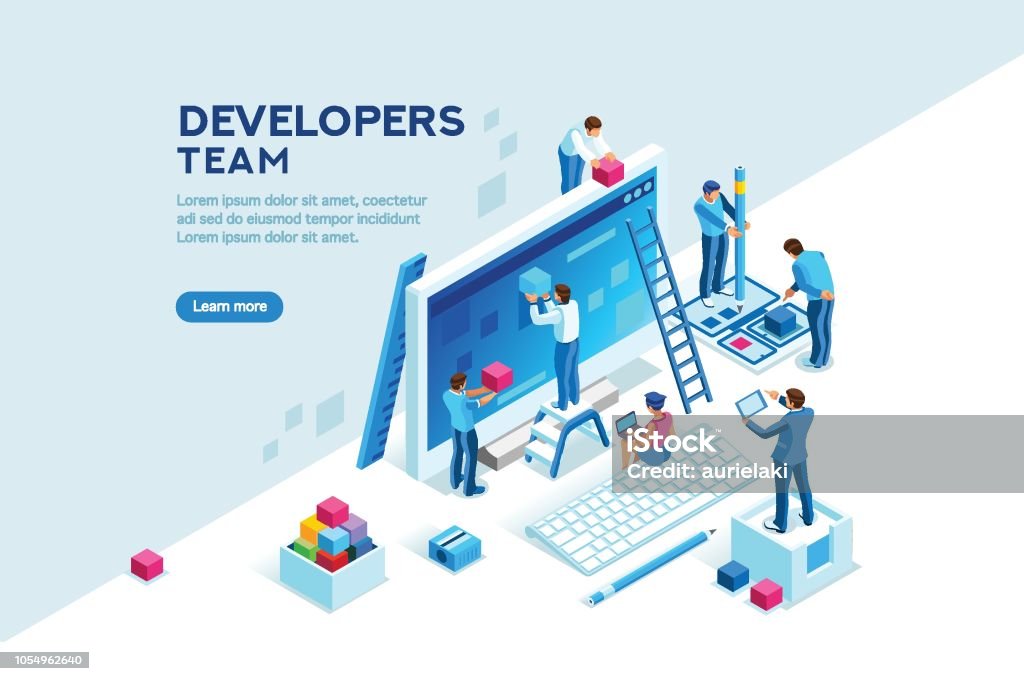 DEVELOPERS
TEAM
Lorem ipsum dolor sit amet, coectetur
adi sed do eiusmod tempor incididunt
Lorem ipsum dolor sit amet.
Learn more
iStock
Credit: aurielaki
1054962640